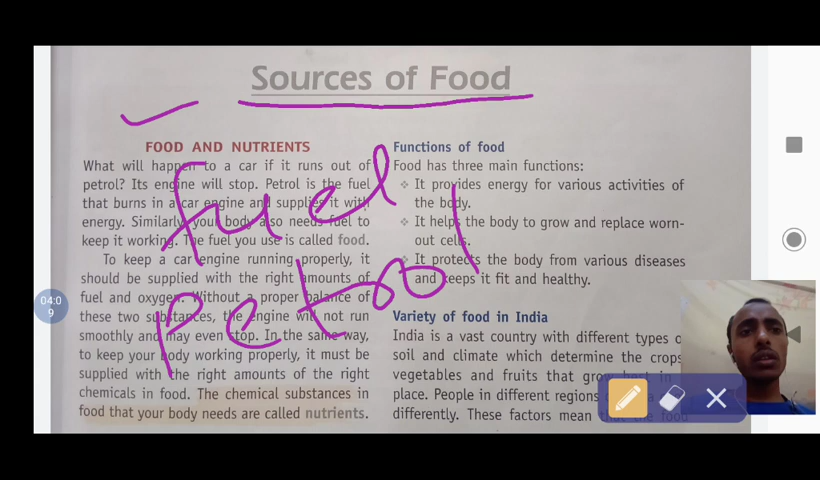 Sources of Food
FOOD AND NUTRIENTS
What will happen to a car if it runs out of
petrol? Its engine will stop. Petrol is the fuel
that burns in a car engine and supplies it with
energy. Similarly your body also needs fuel to
keep it working. The fuel you use is called food.
To keep a car engine running properly, it
should be supplied with the right amounts of
fuel and oxygen. Without a proper balance of
these two substances, the engine will not run
smoothly and may even stop. In the same way,
to keep your body working properly, it must be
supplied with the right amounts of the right
chemicals in food. The chemical substances in
food that your body needs are called nutrients.
fuel
petrol
Functions of food
Food has three main functions:
It provides energy for various activities of
the body.
It helps the body to grow and replace worn-
out cells.
It protects the body from various diseases
and keeps it fit and healthy.
Variety of food in India
India is a vast country with different types o
soil and climate which determine the crops
vegetables and fruits that grow best in
place. People in different regions
differently. These factors mean that the food
04:0
9